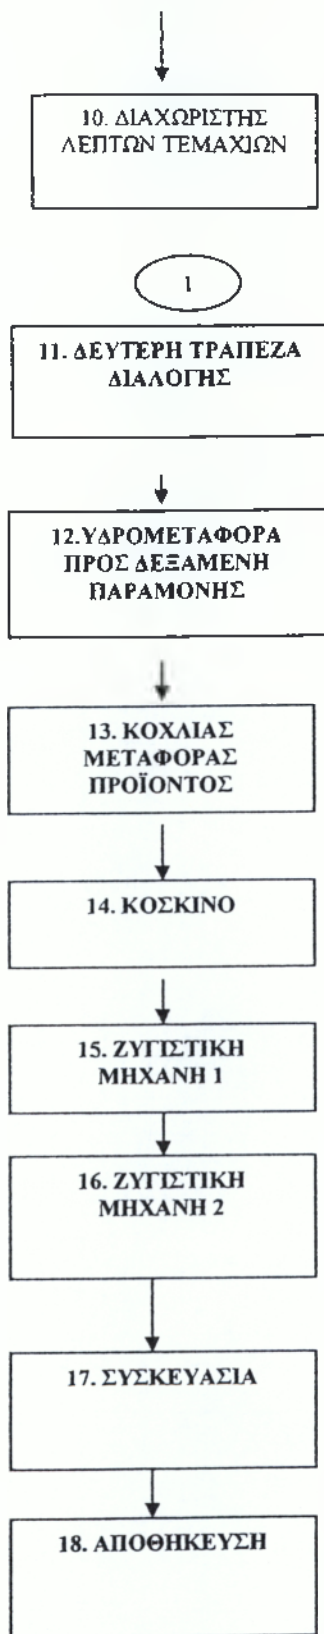 10. ΔΙΑΧΩΡΙΣΤΗΣ
ΛΕΠΤΩΝ ΤΕΜΑΧΙΩΝ
1
11. ΔΕΥΤΕΡΗ ΤΡΑΠΕΖΑ
ΔΙΑΛΟΓΗΣ
12.ΥΔΡΟΜΕΤΑΦΟΡΑ
ΠΡΟΣ ΔΕΞΑΜΕΝΗ
ΠΑΡΑΜΟΝΗΣ
13. ΚΟΧΛΙΑΣ
ΜΕΤΑΦΟΡΑΣ
ΠΡΟΪΟΝΤΟΣ
14. ΚΟΣΚΙΝΟ
15. ΖΥΓΙΣΤΙΚΗ
ΜΗΧΑΝΗ 1
16. ΖΥΓΙΣΤΙΚΗ
ΜΗΧΑΝΗ 2
17. ΣΥΣΚΕΥΑΣΙΑ
18. ΑΠΟΘΗΚΕΥΣΗ